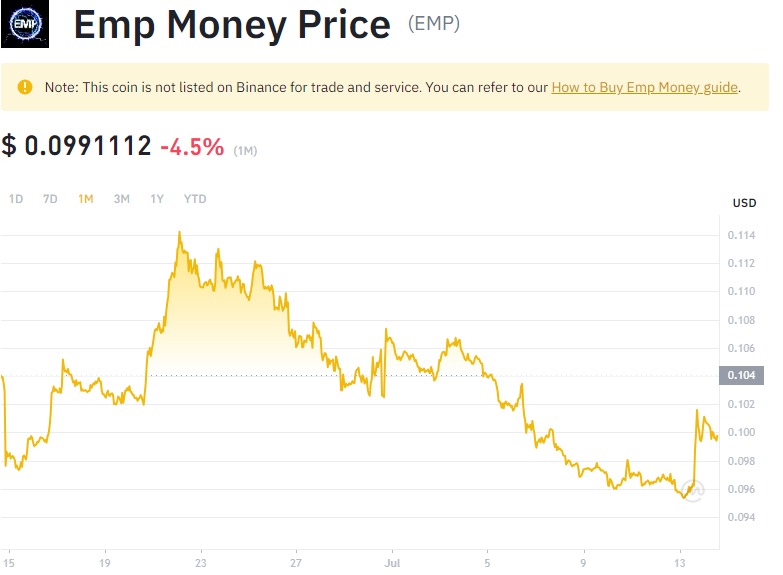 EMP
Emp Money Price (EMP)
Note: This coin is not listed on Binance for trade and service. You can refer to our How to Buy Emp Money guide.
$ 0.0991112 -4.5% (1M)
1D 7D 1M 3M 1Y YTD
USD
0.114
0.112
0.110
0.108
0.106
0.104
0.102
0.100
0.098
0.096
0.094
15 19 23 27 Jul 5 9 13